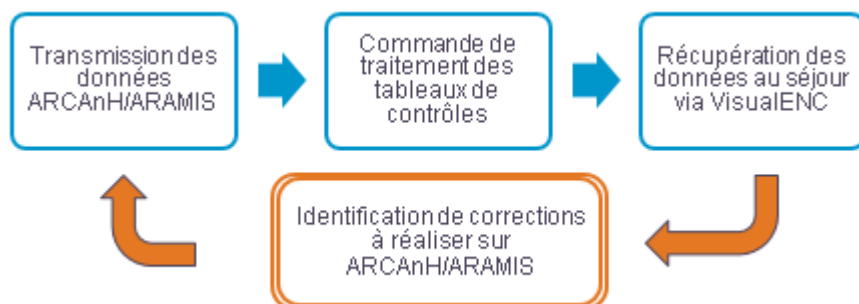 Transmission des
données
ARCAnH/ARAMIS
Commande de
traitement des
tableaux de
contrôles
Récupération des
données au séjour
via VisualENC
Identification de corrections
à réaliser sur
ARCAnH/ARAMIS